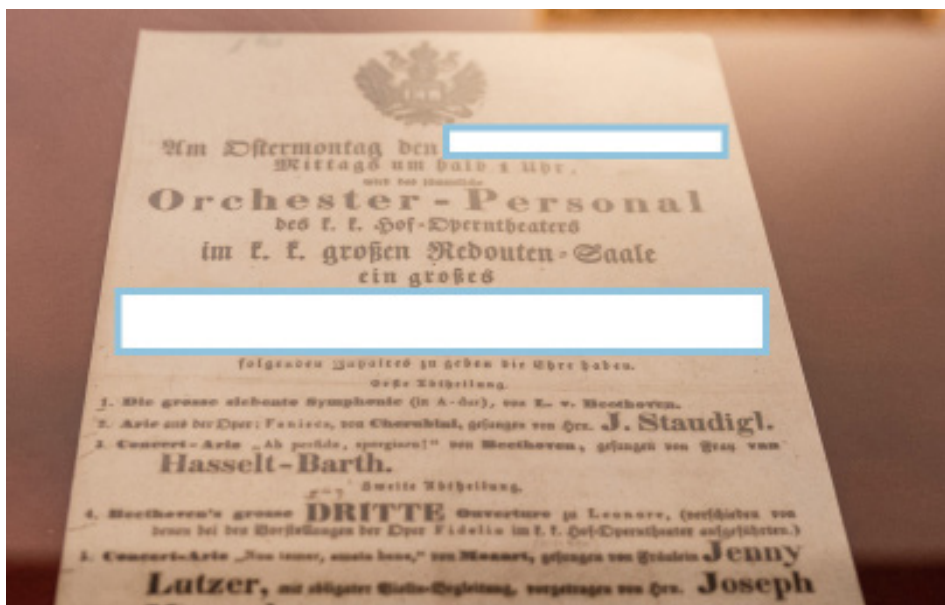 Am Ostermontag den
Mittags um halb 1 Uhr,
wird das sämmtliche
Orchester-Personal
des k. k. Hof-Operntheaters
im k. k. großen Redouten-Saale
ein großes
folgenden Inhaltes zu geben die Ehre haben.
Erste Abtheilung.
1. Die grosse siebente Symphonie (in A-dur), von L. v. Beethoven.
2. Arie aus der Oper: Faniska, von Cherubini, gesungen von Hrn. J. Staudigl.
3. Concert-Arie „Ah perfido, spergiuro!" von Beethoven, gesungen von Frau van
Hasselt-Barth.
Zweite Abtheilung.
4. Beethoven's grosse DRITTE Ouverture zu Leonore, (verschieden von
denen bei den Vorstellungen der Oper Fidelio im k. k. Hof-Operntheater aufgeführten.)
5. Concert-Arie „Non temer, amato bene," von Mozart, gesungen von Fräulein Jenny
Lutzer, mit obligater Violin-Begleitung, vorgetragen von Hrn. Joseph